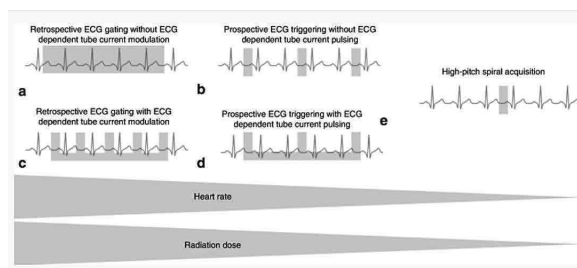 Retrospective ECG gating without ECG
dependent tube current modulation
a
Prospective ECG triggering without ECG
dependent tube current pulsing
b
High-pitch spiral acquisition
e
Retrospective ECG gating with ECG
dependent tube current modulation
c
Prospective ECG triggering with ECG
dependent tube current pulsing
d
Heart rate
Radiation dose